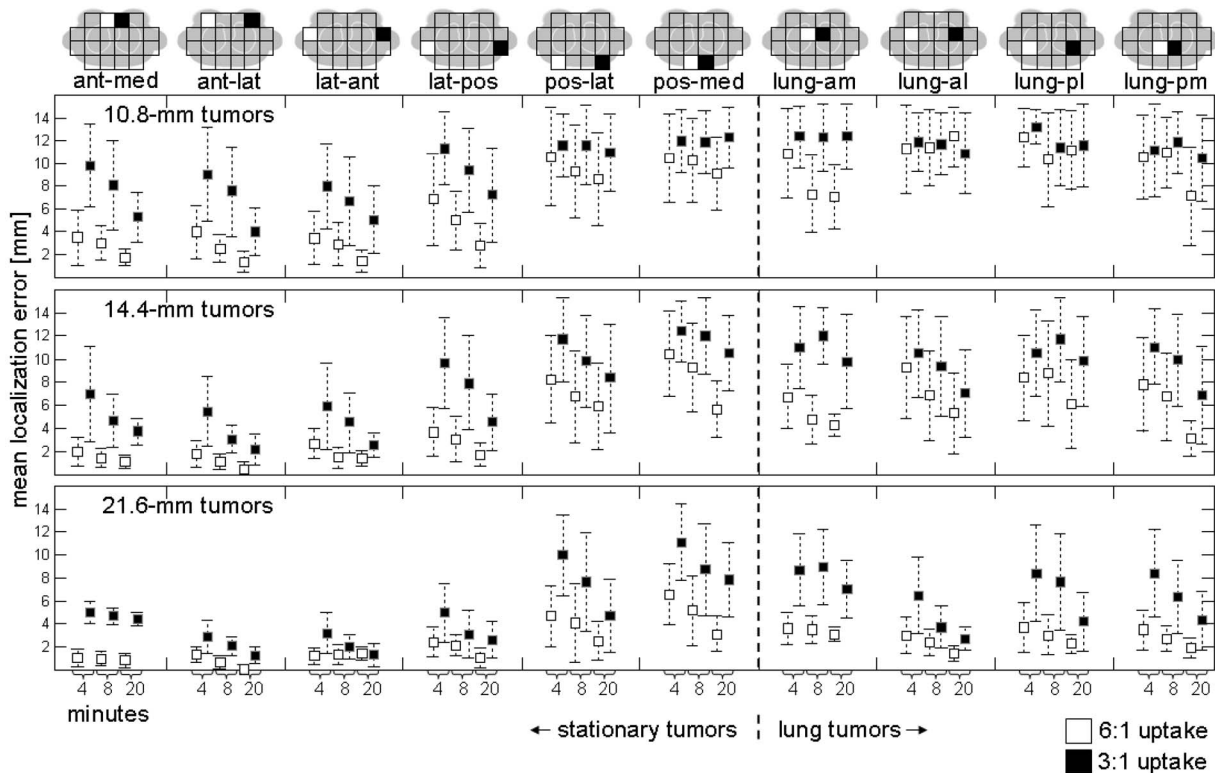 ant-med ant-lat lat-ant lat-pos pos-lat pos-med lung-am lung-al lung-pl lung-pm
mean localization error [mm]
10.8-mm tumors
14
12
10
8
6
4
2
14.4-mm tumors
14
12
10
8
6
4
2
21.6-mm tumors
14
12
10
8
6
4
2
4 8 20 4 8 20 4 8 20 4 8 20 4 8 20 4 8 20 4 8 20 4 8 20 4 8 20 4 8 20
minutes
← stationary tumors lung tumors →
6:1 uptake
3:1 uptake